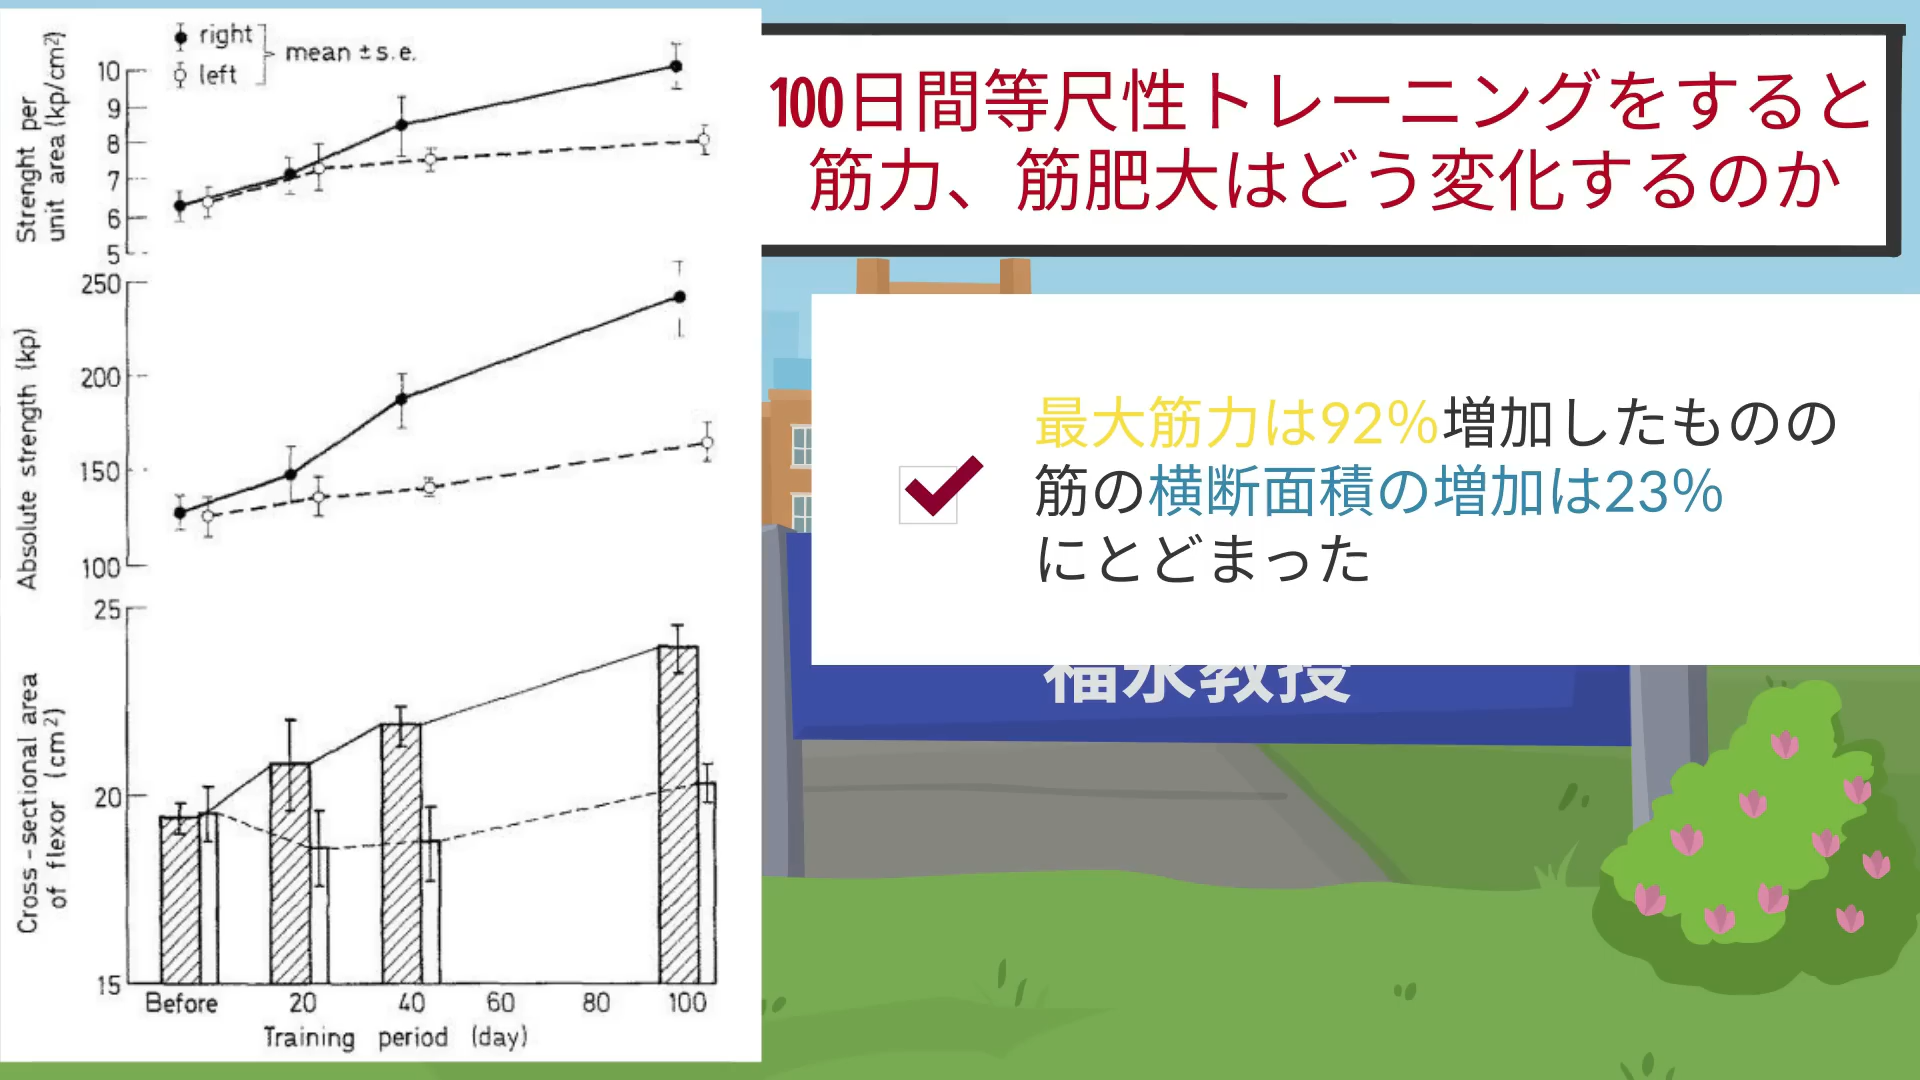 right
left
mean ± s.e.
Strenght per
unit area (kp/cm²)
10
9
8
7
6
5
Absolute strength (kp)
250
200
150
100
Cross-sectional area
of flexor (cm²)
25
20
15
Before 20 40 60 80 100
Training period (day)
100日間等尺性トレーニングをすると
筋力、筋肥大はどう変化するのか
最大筋力は92%増加したものの
筋の横断面積の増加は23%
にとどまった
福永教授